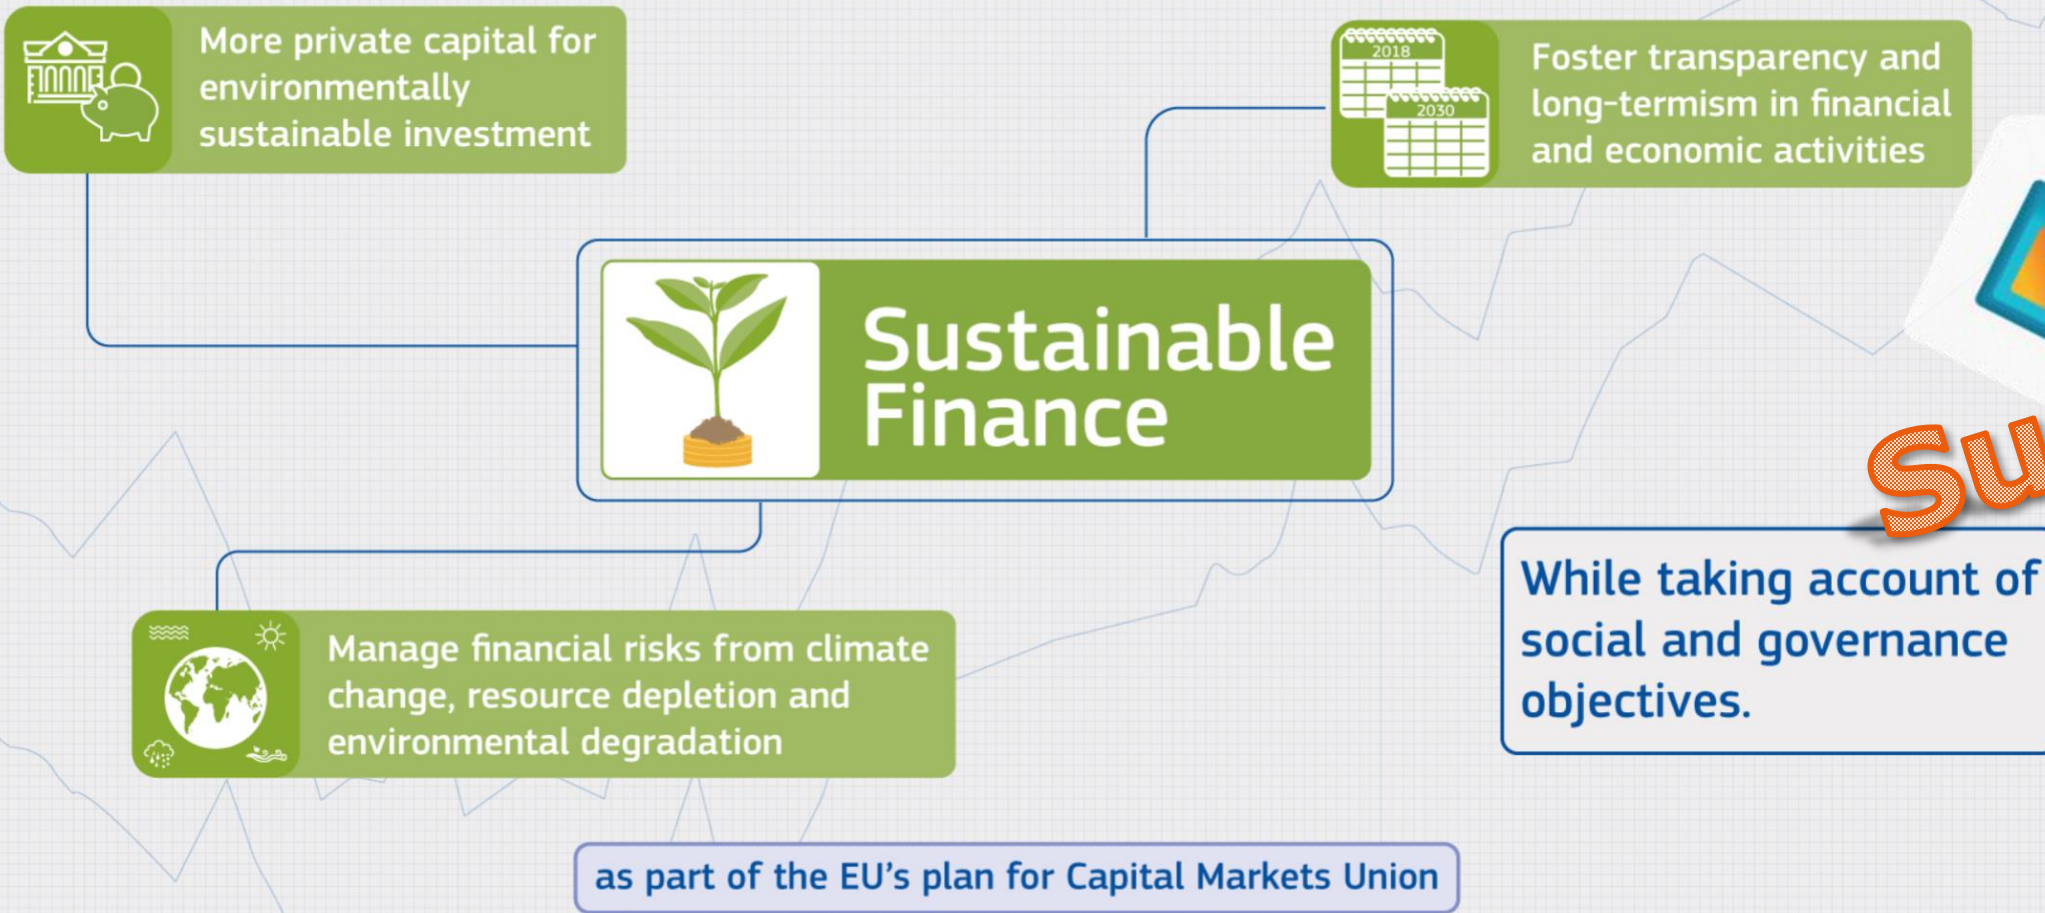 More private capital for
environmentally
sustainable investment
2018
2030
Foster transparency and
long-termism in financial
and economic activities
Sustainable
Finance
While taking account of
social and governance
objectives.
Manage financial risks from climate
change, resource depletion and
environmental degradation
as part of the EU's plan for Capital Markets Union